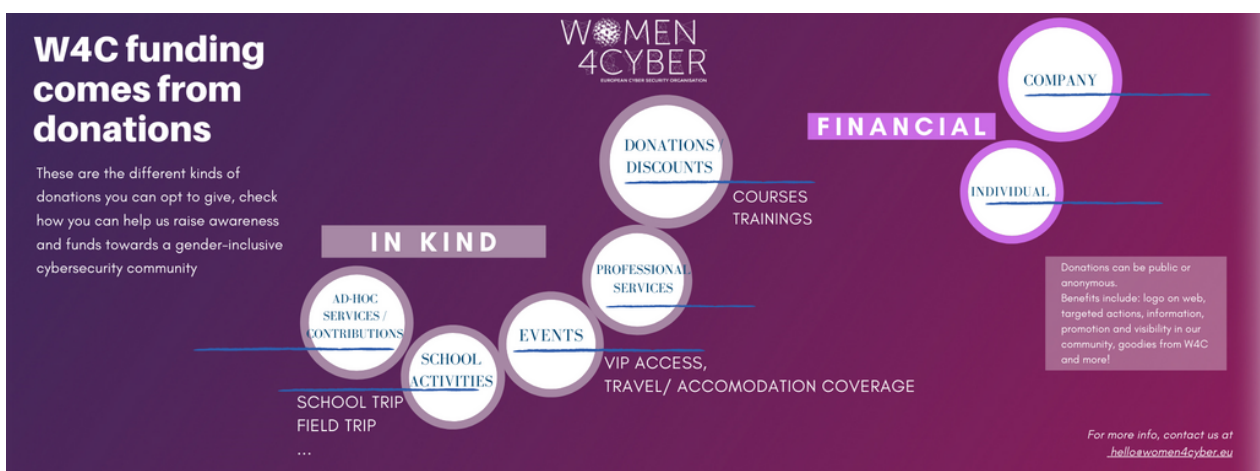 W4C funding
comes from
donations
These are the different kinds of
donations you can opt to give, check
how you can help us raise awareness
and funds towards a gender-inclusive
cybersecurity community
WOMEN
4CYBER
EUROPEAN CYBER SECURITY ORGANISATION
IN KIND
AD-HOC
SERVICES /
CONTRIBUTIONS
SCHOOL
ACTIVITIES
SCHOOL TRIP
FIELD TRIP
...
EVENTS
VIP ACCESS,
TRAVEL/ ACCOMODATION COVERAGE
PROFESSIONAL
SERVICES
DONATIONS /
DISCOUNTS
COURSES
TRAININGS
FINANCIAL
COMPANY
INDIVIDUAL
Donations can be public or
anonymous.
Benefits include: logo on web,
targeted actions, information,
promotion and visibility in our
community, goodies from W4C
and more!
For more info, contact us at
hello@women4cyber.eu